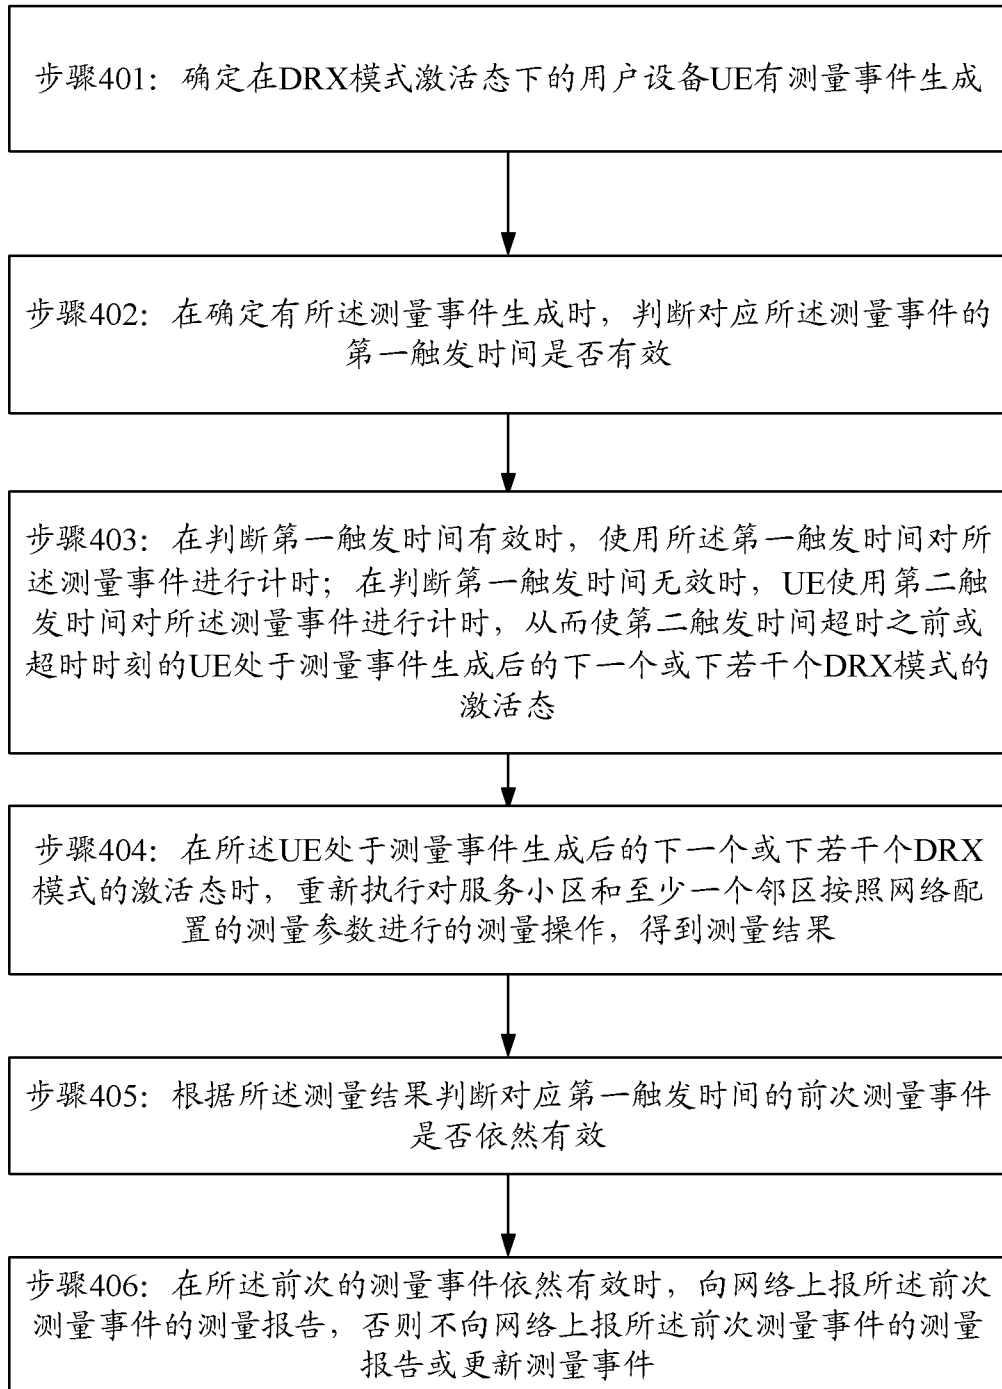 步骤401：确定在DRX模式激活态下的用户设备UE有测量事件生成
步骤402：在确定有所述测量事件生成时，判断对应所述测量事件的
第一触发时间是否有效
步骤403：在判断第一触发时间有效时，使用所述第一触发时间对所
述测量事件进行计时；在判断第一触发时间无效时，UE使用第二触
发时间对所述测量事件进行计时，从而使第二触发时间超时之前或
超时时刻的UE处于测量事件生成后的下一个或下若干个DRX模式的
激活态
步骤404：在所述UE处于测量事件生成后的下一个或下若干个DRX
模式的激活态时，重新执行对服务小区和至少一个邻区按照网络配
置的测量参数进行的测量操作，得到测量结果
步骤405：根据所述测量结果判断对应第一触发时间的前次测量事件
是否依然有效
步骤406：在所述前次的测量事件依然有效时，向网络上报所述前次
测量事件的测量报告，否则不向网络上报所述前次测量事件的测量
报告或更新测量事件